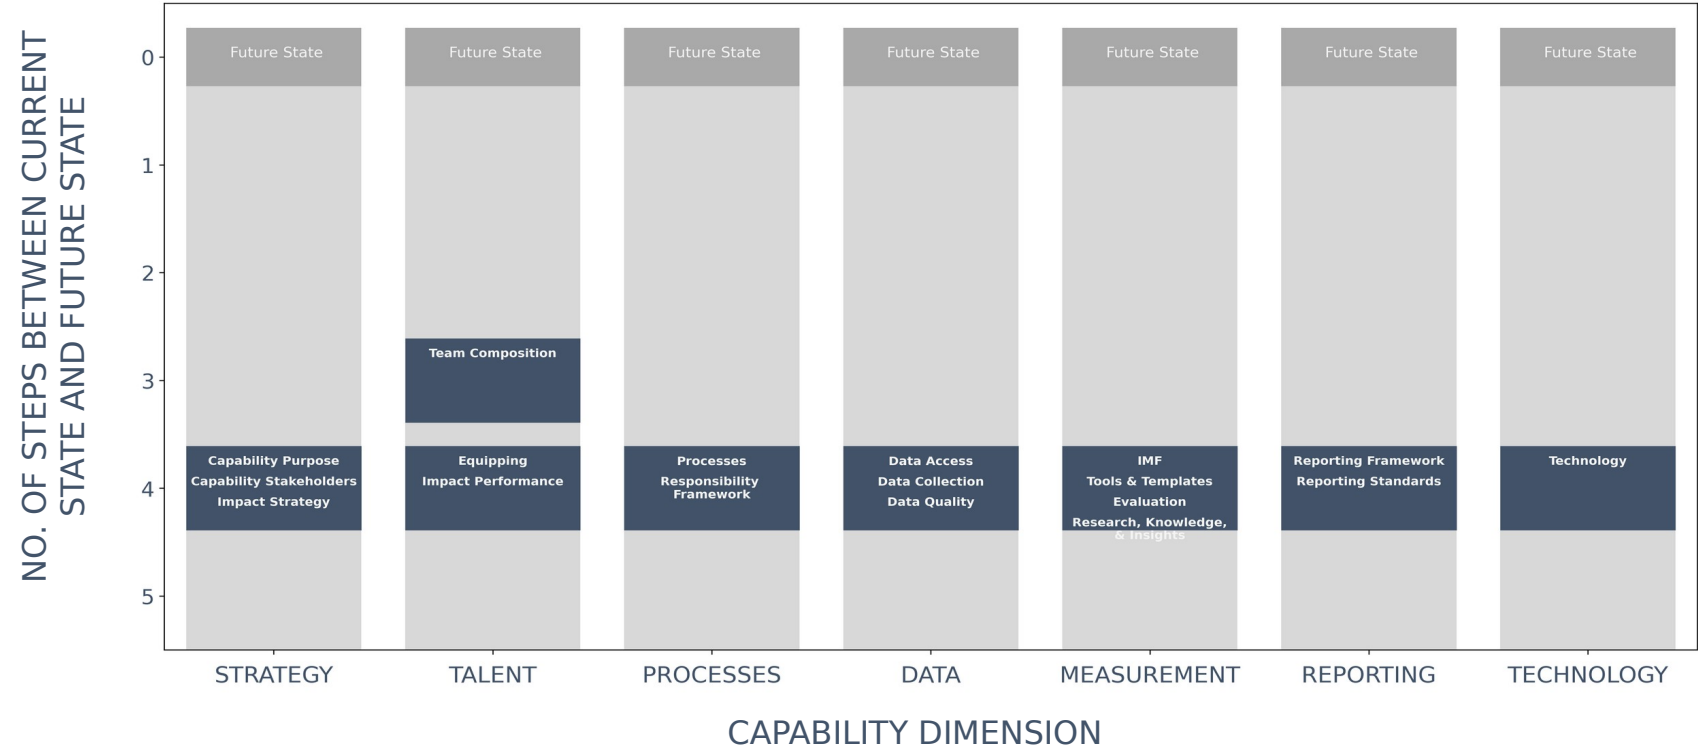 NO. OF STEPS BETWEEN CURRENT
STATE AND FUTURE STATE
0
1
2
3
4
5
Future State
Future State
Future State
Future State
Future State
Future State
Future State
Team Composition
Capability Purpose
Capability Stakeholders
Impact Strategy
Equipping
Impact Performance
Processes
Responsibility
Framework
Data Access
Data Collection
Data Quality
IMF
Tools & Templates
Evaluation
Research, Knowledge,
& Insights
Reporting Framework
Reporting Standards
Technology
STRATEGY
TALENT
PROCESSES
DATA
MEASUREMENT
REPORTING
TECHNOLOGY
CAPABILITY DIMENSION